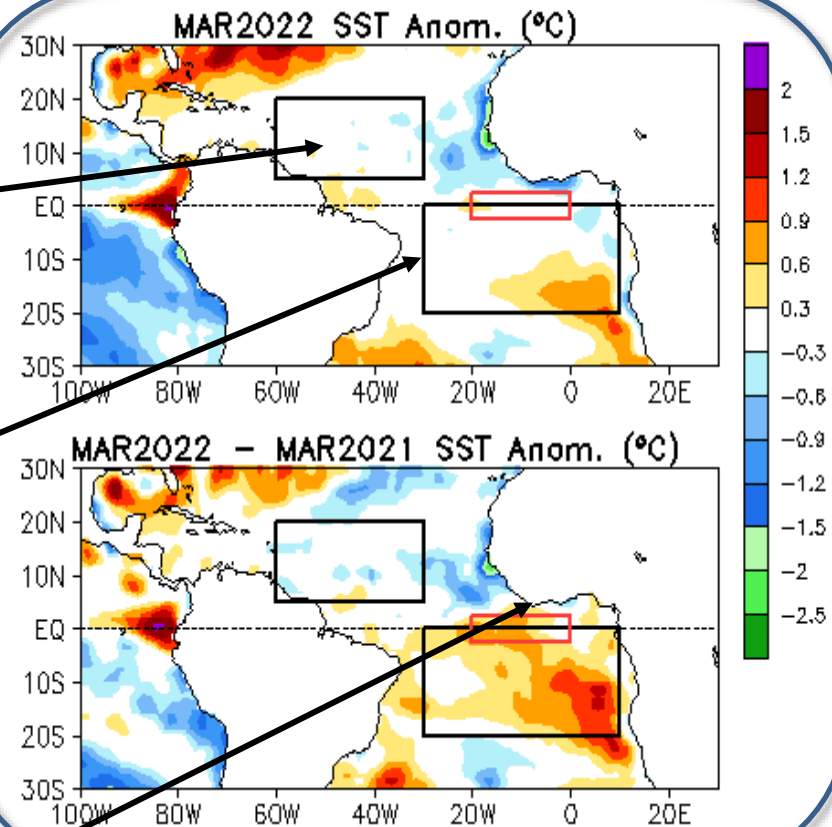 MAR2022 SST Anom. (ºC)
30N
20N
10N
EQ
10S
20S
30S
100W 80W 60W 40W 20W 0 20E
MAR2022 - MAR2021 SST Anom. (ºC)
30N
20N
10N
EQ
10S
20S
30S
100W 80W 60W 40W 20W 0 20E
2
1.5
1.2
0.9
0.6
0.3
-0.3
-0.6
-0.9
-1.2
-1.5
-2
-2.5